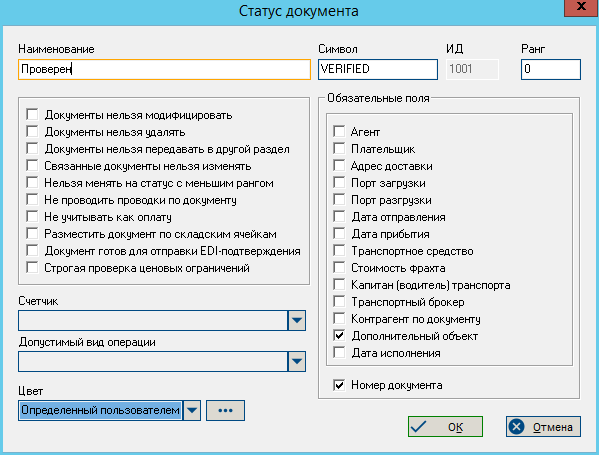 Статус документа
x
Наименование Символ ИД Ранг
Проверен VERIFIED 1001 0
Документы нельзя модифицировать
Документы нельзя удалять
Документы нельзя передавать в другой раздел
Связанные документы нельзя изменять
Нельзя менять на статус с меньшим рангом
Не проводить проводки по документу
Не учитывать как оплату
Разместить документ по складским ячейкам
Документ готов для отправки EDI-подтверждения
Строгая проверка ценовых ограничений
Счетчик
Допустимый вид операции
Цвет
Определенный пользователем
Обязательные поля
Агент
Плательщик
Адрес доставки
Порт загрузки
Порт разгрузки
Дата отправления
Дата прибытия
Транспортное средство
Стоимость Фрахта
Капитан (водитель) транспорта
Транспортный брокер
Контрагент по документу
Дополнительный объект
Дата исполнения
Номер документа
OK
Отмена